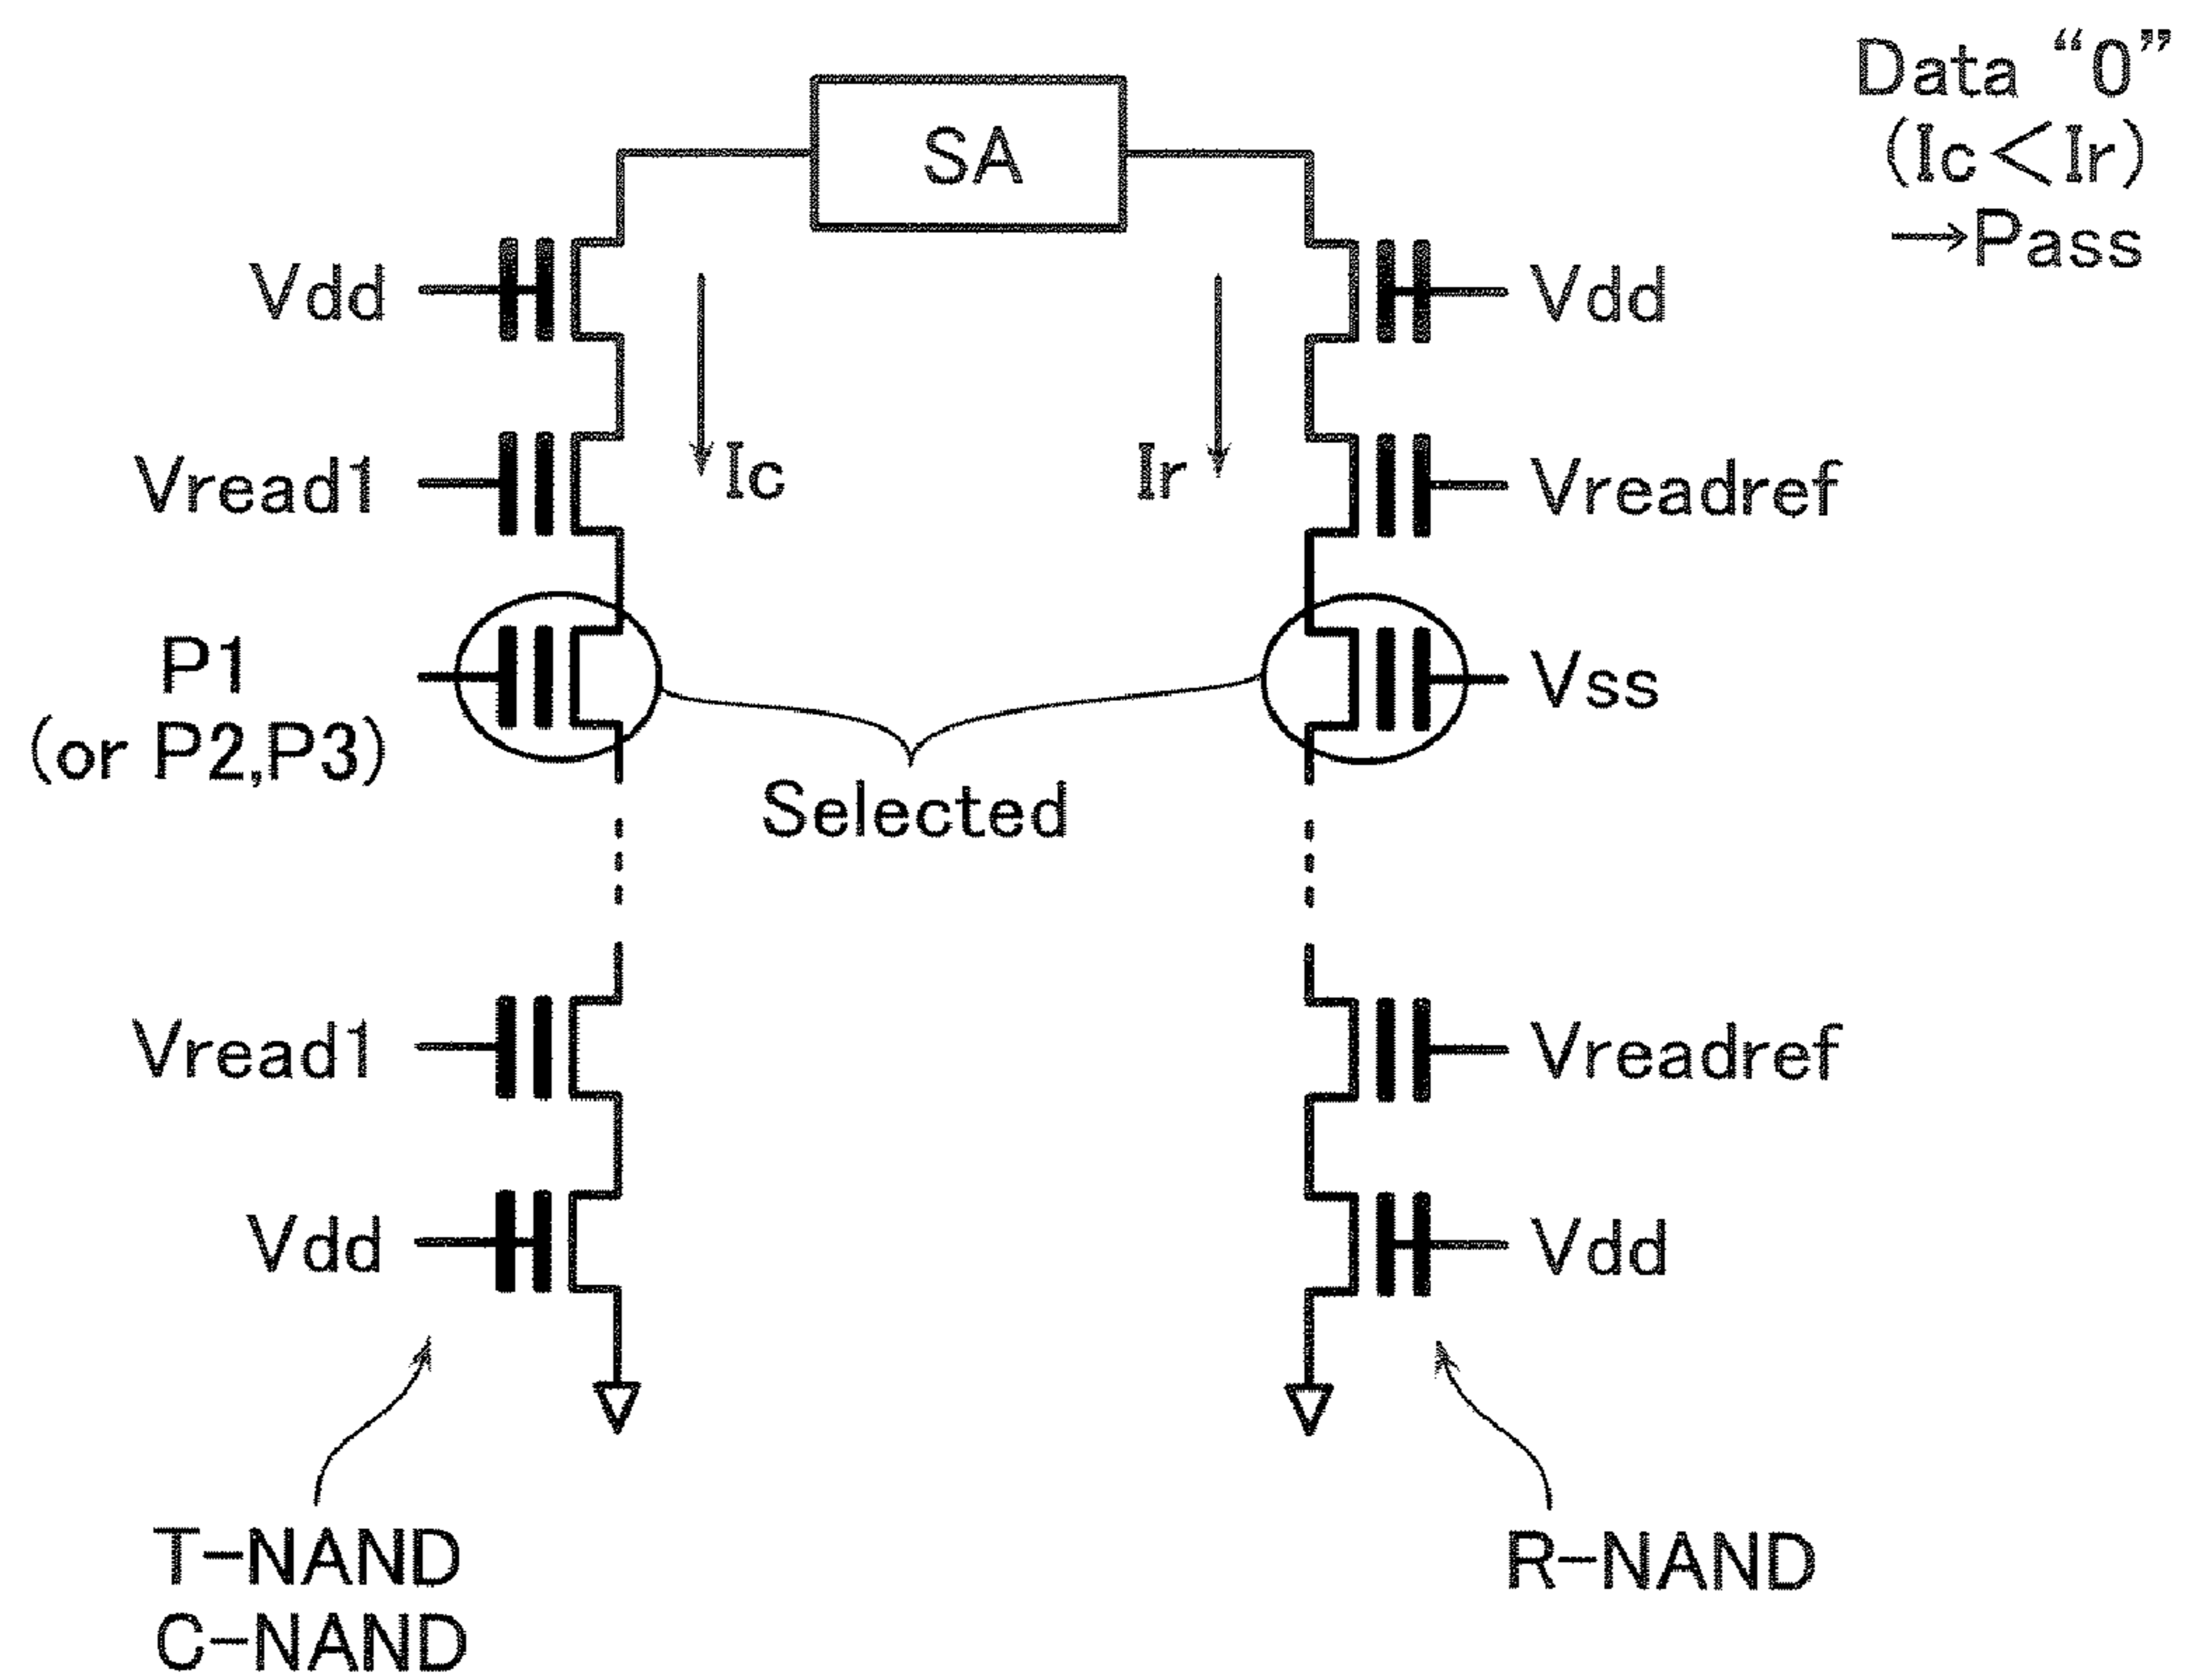 Data “0”
(Ic<Ir)
→Pass
SA
Vdd
Vdd
Ic
Ir
Vread1
Vreadref
P1
(or P2,P3)
Vss
Selected
Vread1
Vreadref
Vdd
Vdd
T-NAND
C-NAND
R-NAND